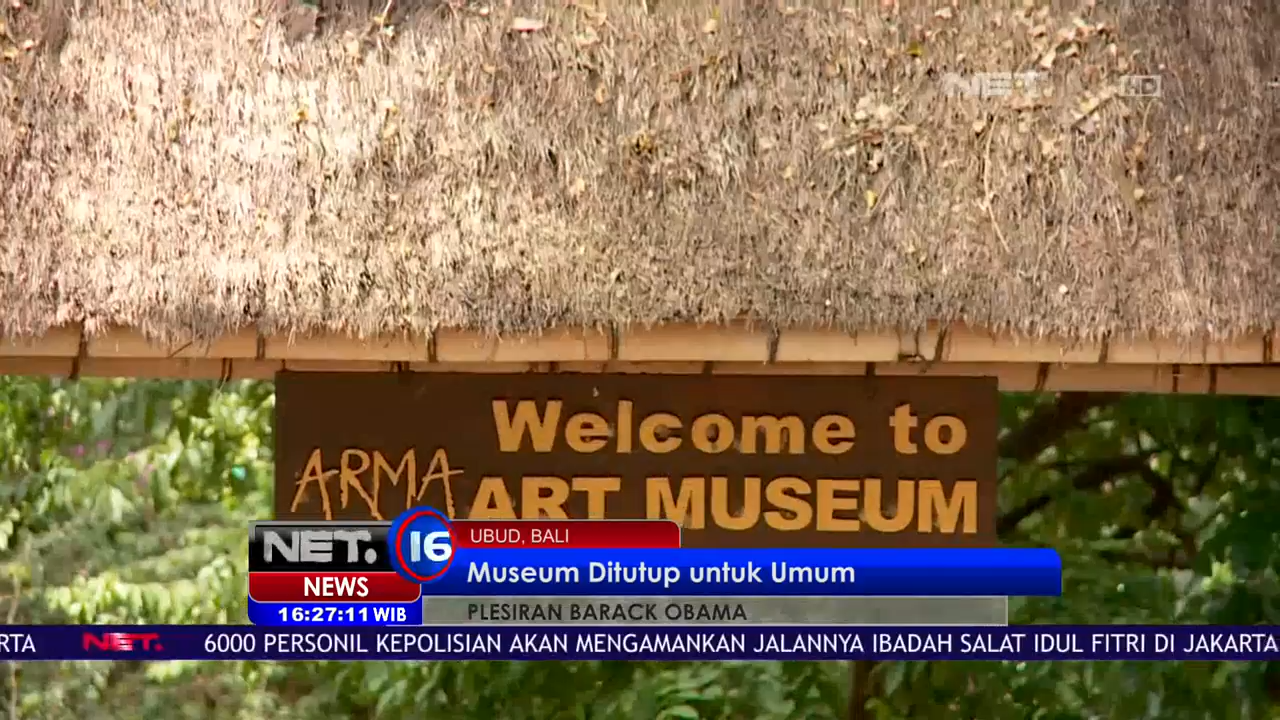 NET. HD
Welcome to
ARMA ART MUSEUM
NET. 16
UBUD, BALI
NEWS
Museum Ditutup untuk Umum
16:27:11 WIB
PLESIRAN BARACK OBAMA
RTA NET. 6000 PERSONIL KEPOLISIAN AKAN MENGAMANKAN JALANNYA IBADAH SALAT IDUL FITRI DI JAKARTA